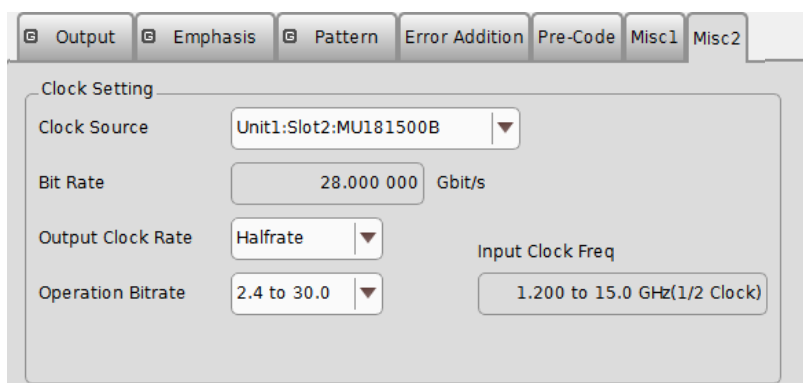 G Output G Emphasis G Pattern Error Addition Pre-Code Misc1 Misc2
Clock Setting
Clock Source Unit1:Slot2:MU181500B
Bit Rate 28.000 000 Gbit/s
Output Clock Rate Halfrate
Input Clock Freq
Operation Bitrate 2.4 to 30.0 1.200 to 15.0 GHz(1/2 Clock)